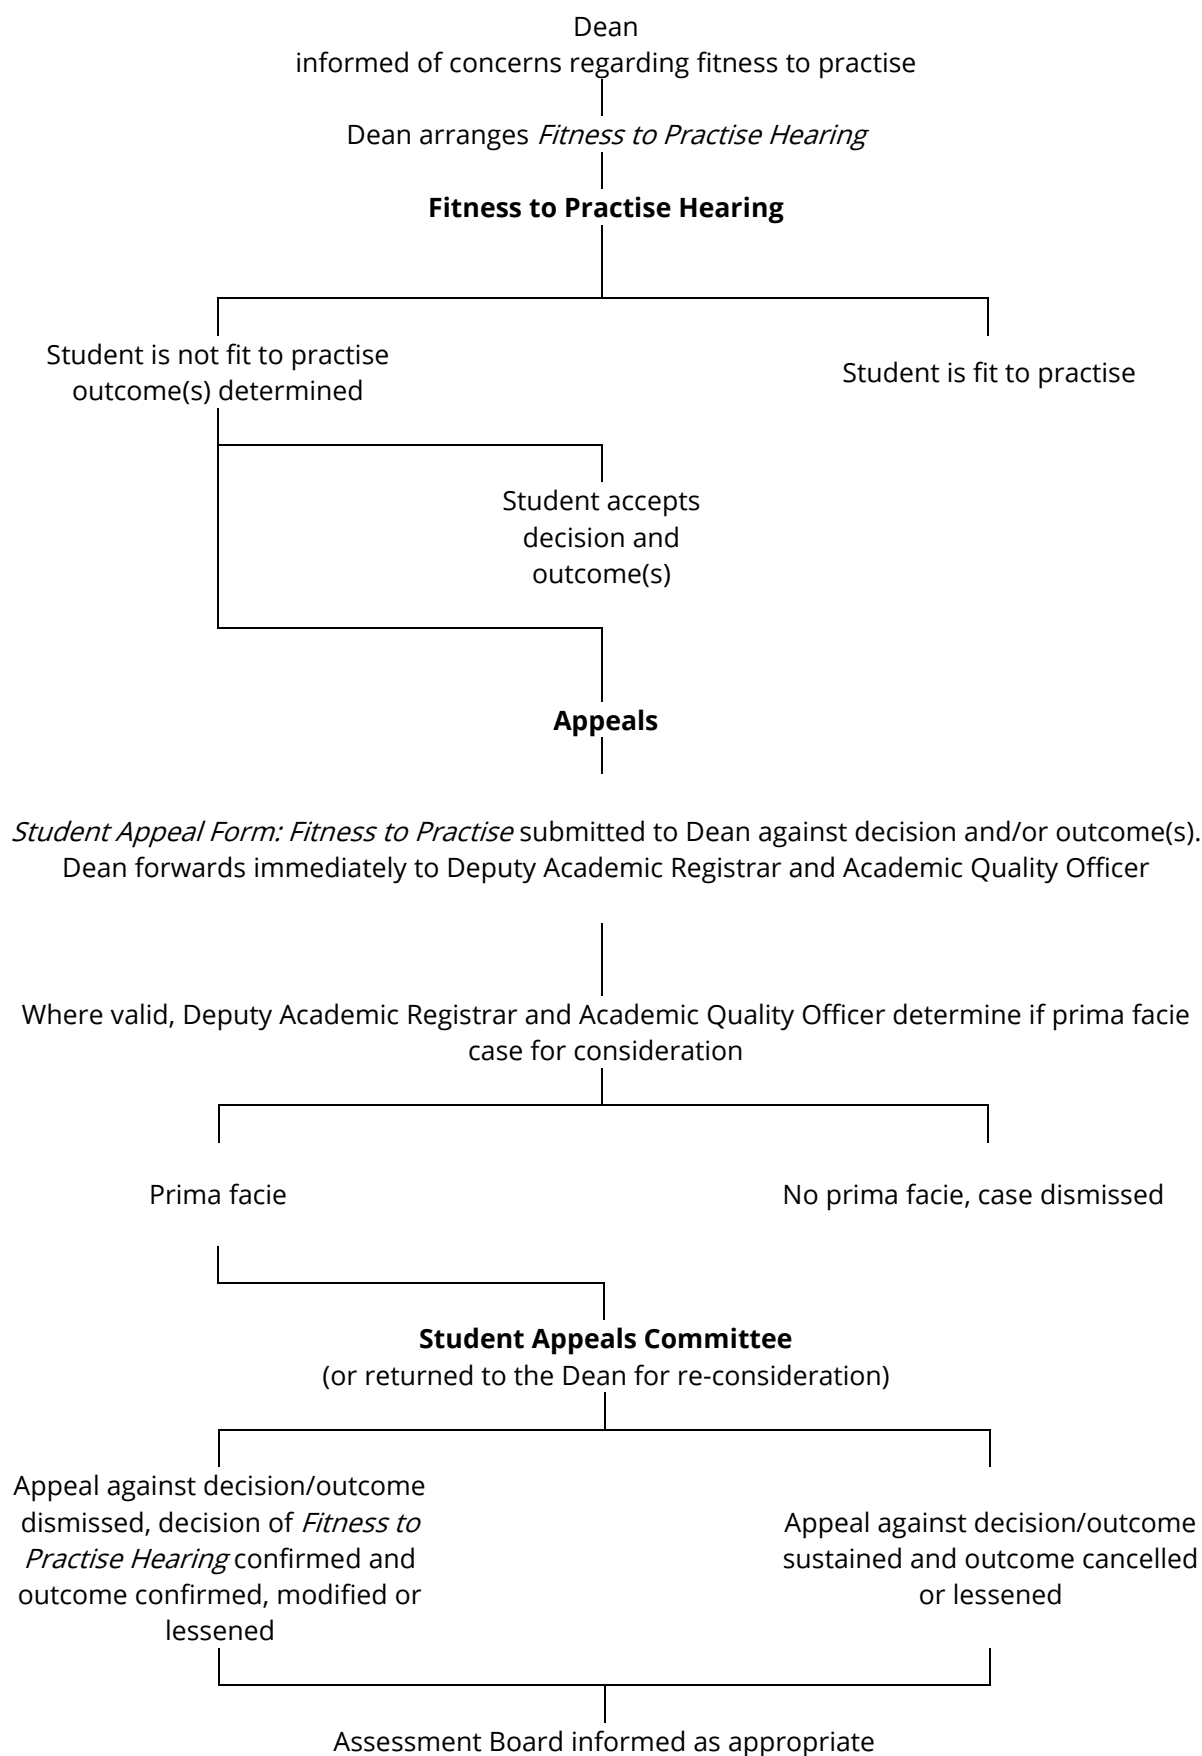 Dean
informed of concerns regarding fitness to practise
Dean arranges Fitness to Practise Hearing
Fitness to Practise Hearing
Student is not fit to practise
outcome(s) determined
Student is fit to practise
Student accepts
decision and
outcome(s)
Appeals
Student Appeal Form: Fitness to Practise submitted to Dean against decision and/or outcome(s).
Dean forwards immediately to Deputy Academic Registrar and Academic Quality Officer
Where valid, Deputy Academic Registrar and Academic Quality Officer determine if prima facie
case for consideration
Prima facie
No prima facie, case dismissed
Student Appeals Committee
(or returned to the Dean for re-consideration)
Appeal against decision/outcome
dismissed, decision of Fitness to
Practise Hearing confirmed and
outcome confirmed, modified or
lessened
Appeal against decision/outcome
sustained and outcome cancelled
or lessened
Assessment Board informed as appropriate